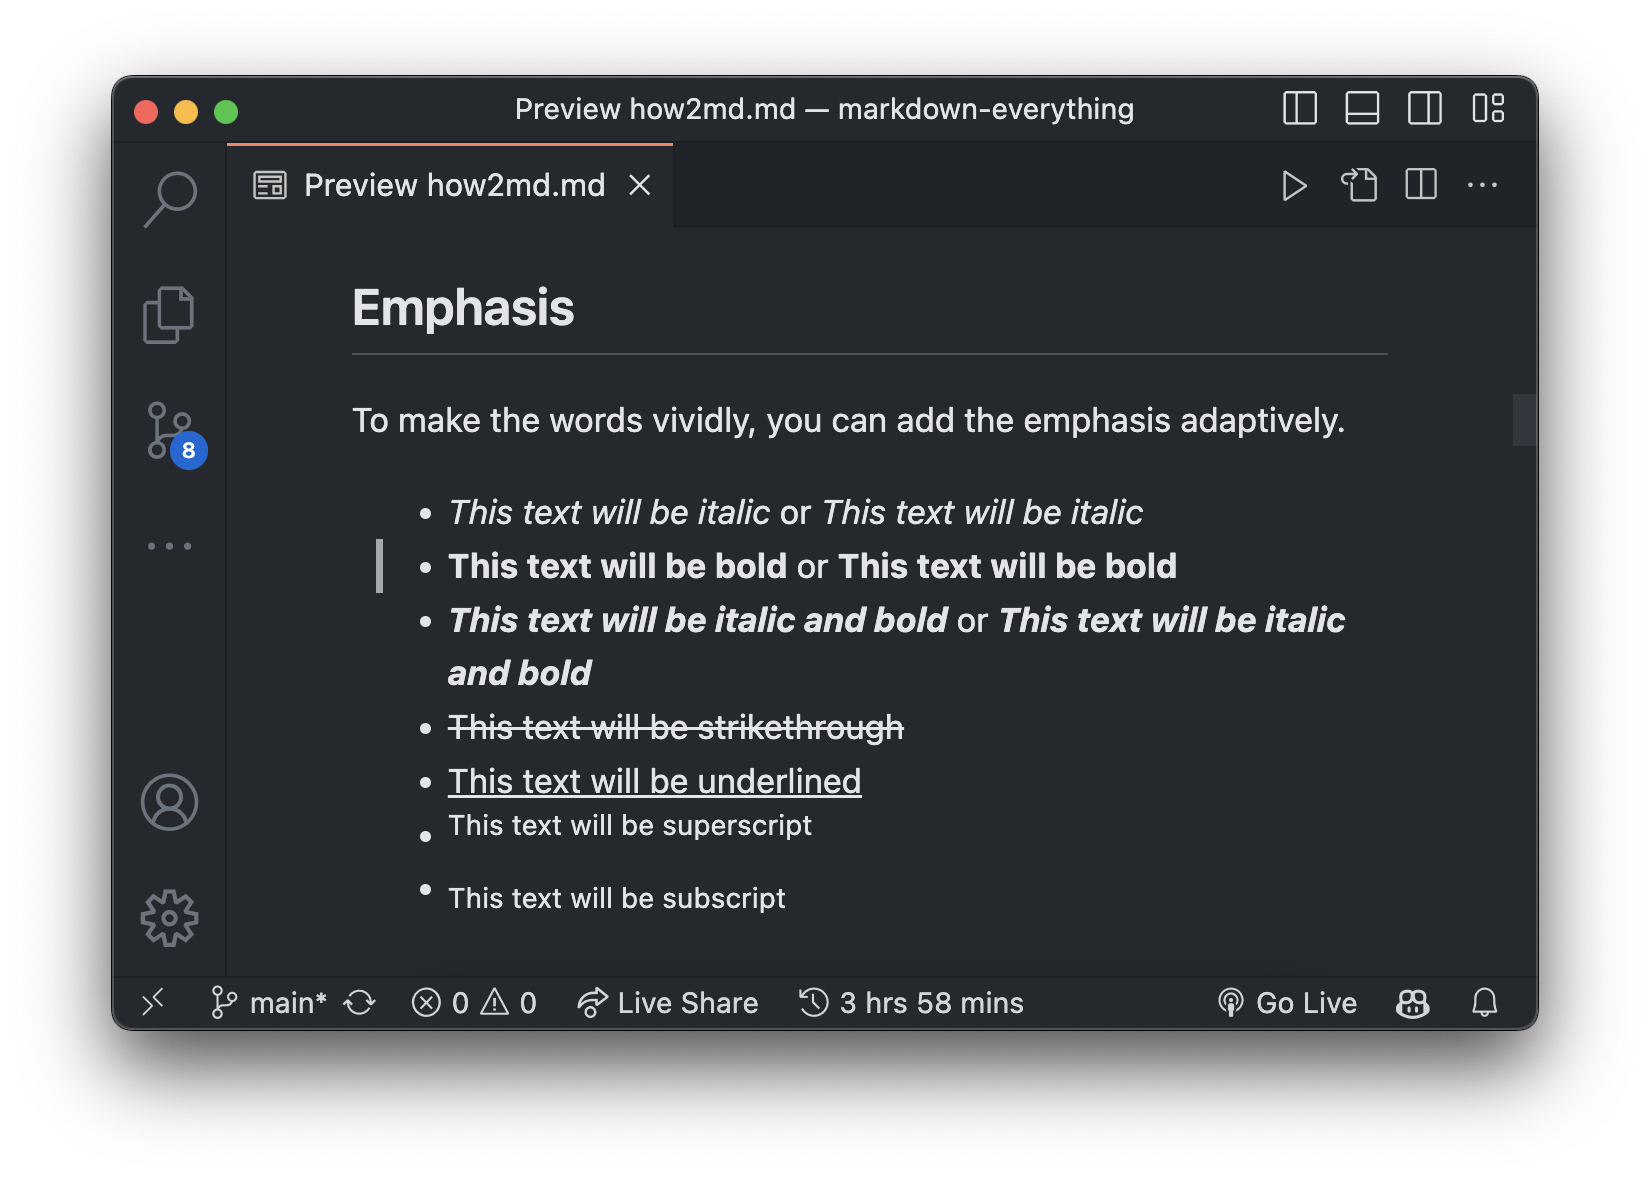 Preview how2md.md — markdown-everything
Preview how2md.md
Emphasis
To make the words vividly, you can add the emphasis adaptively.
This text will be italic or This text will be italic
This text will be bold or This text will be bold
This text will be italic and bold or This text will be italic
and bold
This text will be strikethrough
This text will be underlined
This text will be superscript
This text will be subscript
8
main* 0 0 Live Share 3 hrs 58 mins Go Live